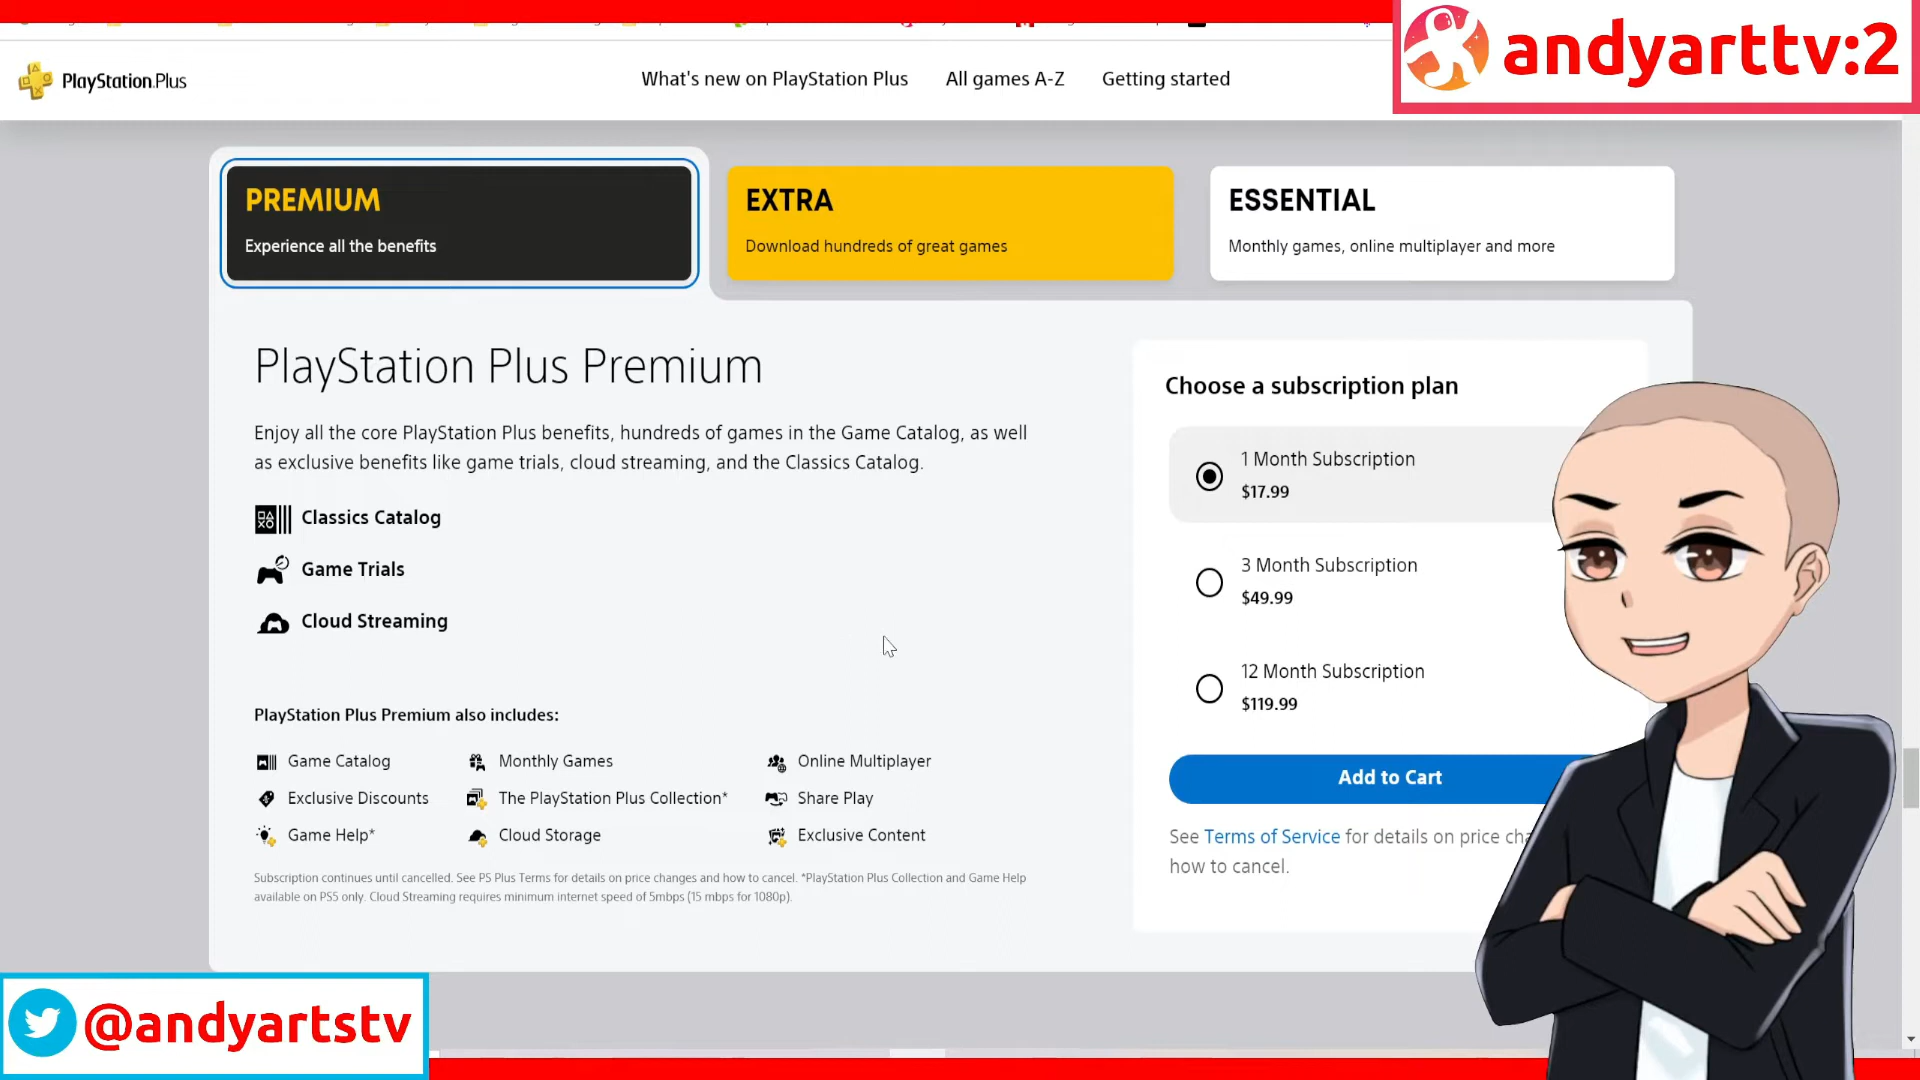 andyarttv:2
PlayStation.Plus
What's new on PlayStation Plus
All games A-Z
Getting started
PREMIUM
Experience all the benefits
EXTRA
Download hundreds of great games
ESSENTIAL
Monthly games, online multiplayer and more
PlayStation Plus Premium
Enjoy all the core PlayStation Plus benefits, hundreds of games in the Game Catalog, as well
as exclusive benefits like game trials, cloud streaming, and the Classics Catalog.
Classics Catalog
Game Trials
Cloud Streaming
PlayStation Plus Premium also includes:
Game Catalog
Monthly Games
Online Multiplayer
Exclusive Discounts
The PlayStation Plus Collection*
Share Play
Game Help*
Cloud Storage
Exclusive Content
Subscription continues until cancelled. See PS Plus Terms for details on price changes and how to cancel. *PlayStation Plus Collection and Game Help
available on PS5 only. Cloud Streaming requires minimum internet speed of 5mbps (15 mbps for 1080p).
Choose a subscription plan
1 Month Subscription
$17.99
3 Month Subscription
$49.99
12 Month Subscription
$119.99
Add to Cart
See Terms of Service for details on price
how to cancel.
@andyartstv